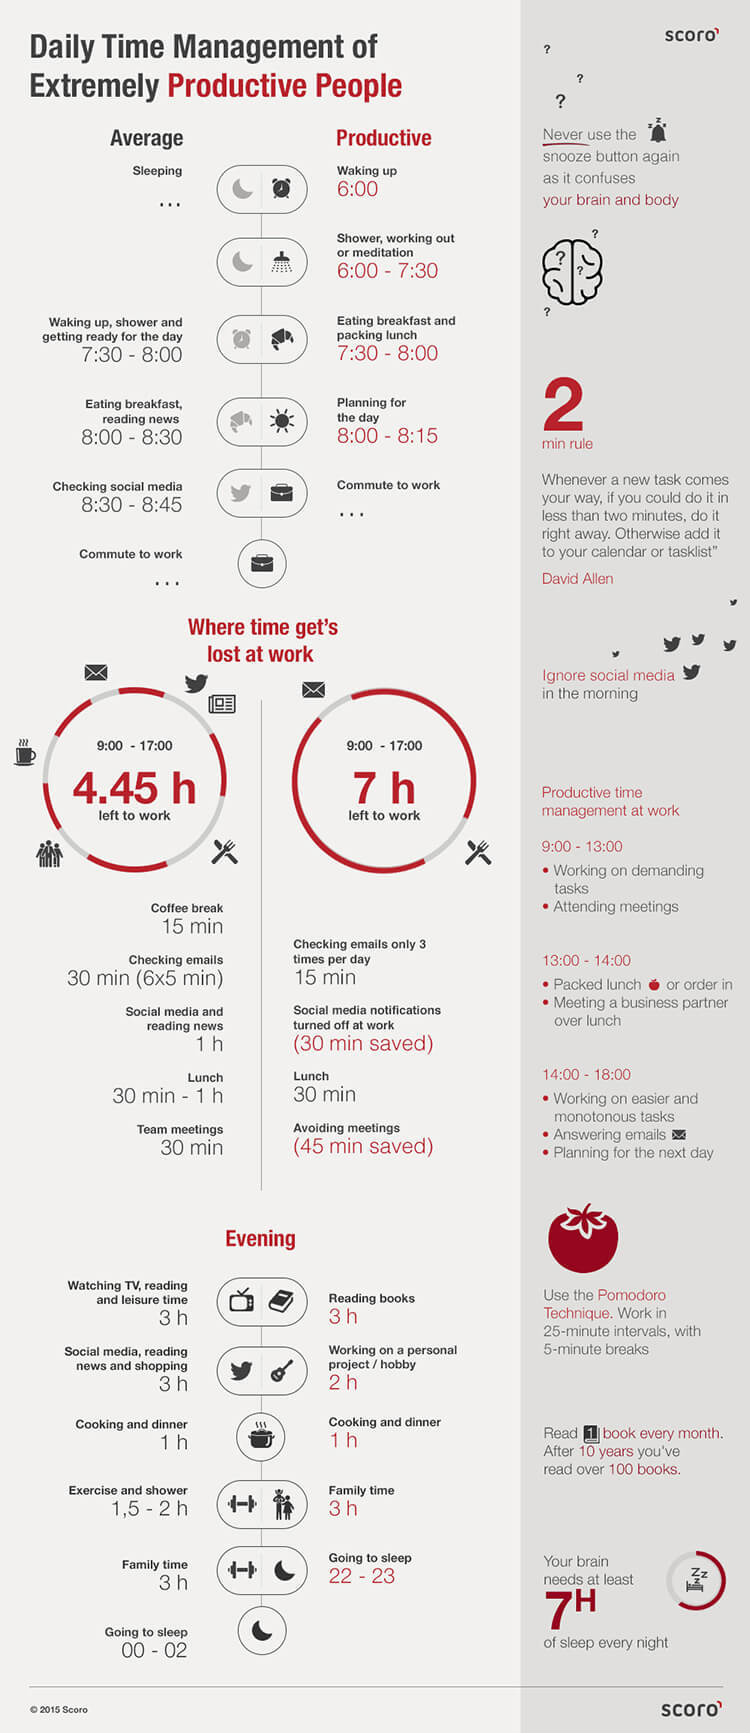 scoro
Daily Time Management of
Extremely Productive People
Average
Productive
Sleeping
...
Waking up
6:00
Shower, working out
or meditation
6:00 - 7:30
Waking up, shower and
getting ready for the day
7:30 - 8:00
Eating breakfast and
packing lunch
7:30 - 8:00
Eating breakfast,
reading news
8:00 - 8:30
Planning for
the day
8:00 - 8:15
Checking social media
8:30 - 8:45
Commute to work
...
Commute to work
...
Where time get's
lost at work
9:00 - 17:00
4.45 h
left to work
9:00 - 17:00
7 h
left to work
Coffee break
15 min
Checking emails
30 min (6x5 min)
Social media and
reading news
1 h
Lunch
30 min - 1 h
Team meetings
30 min
Checking emails only 3
times per day
15 min
Social media notifications
turned off at work
(30 min saved)
Lunch
30 min
Avoiding meetings
(45 min saved)
Evening
Watching TV, reading
and leisure time
3 h
Reading books
3 h
Social media, reading
news and shopping
3 h
Working on a personal
project / hobby
2 h
Cooking and dinner
1 h
Cooking and dinner
1 h
Exercise and shower
1,5 - 2 h
Family time
3 h
Family time
3 h
Going to sleep
22 - 23
Going to sleep
00 - 02
? 
?
?
Never use the
z z z
snooze button again
as it confuses
your brain and body
?
?
?
?
2
min rule
Whenever a new task comes
your way, if you could do it in
less than two minutes, do it
right away. Otherwise add it
to your calendar or tasklist”
David Allen
Ignore social media
in the morning
Productive time
management at work
9:00 - 13:00
• Working on demanding
tasks
• Attending meetings
13:00 - 14:00
• Packed lunch or order in
• Meeting a business partner
over lunch
14:00 - 18:00
• Working on easier and
monotonous tasks
• Answering emails
• Planning for the next day
Use the Pomodoro
Technique. Work in
25-minute intervals, with
5-minute breaks
Read 1 book every month.
After 10 years you've
read over 100 books.
Your brain
needs at least
7H
of sleep every night
Zz
z
© 2015 Scoro
scoro